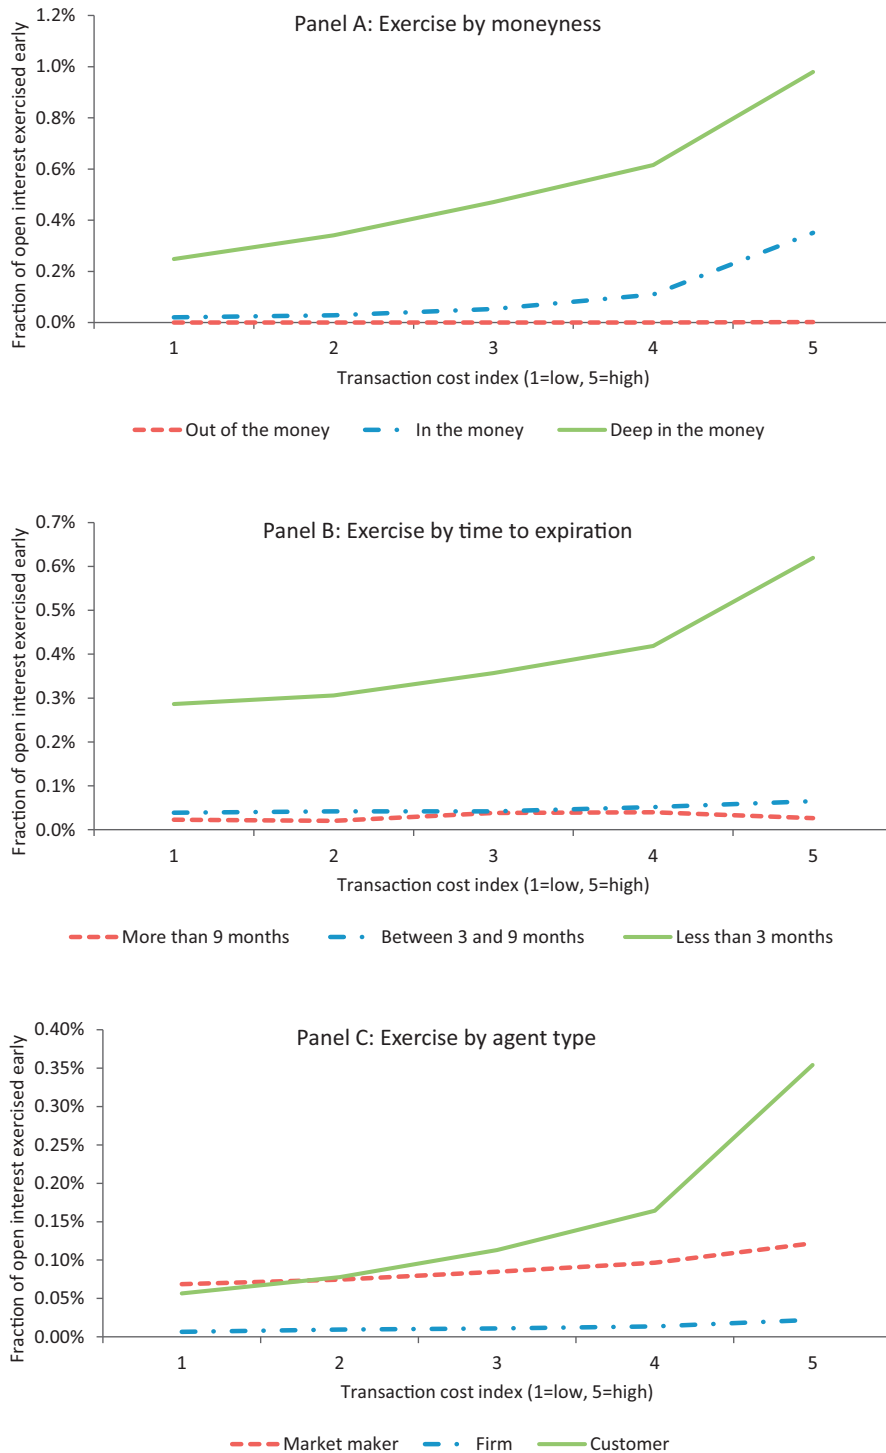 Panel A: Exercise by moneyness
Fraction of open interest exercised early
1.2%
1.0%
0.8%
0.6%
0.4%
0.2%
0.0%
1 2 3 4 5
Transaction cost index (1=low, 5=high)
Out of the money In the money Deep in the money
Panel B: Exercise by time to expiration
Fraction of open interest exercised early
0.7%
0.6%
0.5%
0.4%
0.3%
0.2%
0.1%
0.0%
1 2 3 4 5
Transaction cost index (1=low, 5=high)
More than 9 months Between 3 and 9 months Less than 3 months
Panel C: Exercise by agent type
Fraction of open interest exercised early
0.40%
0.35%
0.30%
0.25%
0.20%
0.15%
0.10%
0.05%
0.00%
1 2 3 4 5
Transaction cost index (1=low, 5=high)
Market maker Firm Customer